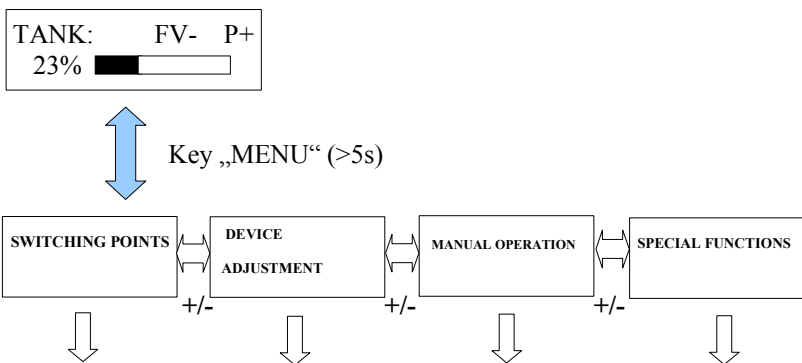 TANK: FV- P+
23%
Key „MENU“ (>5s)
SWITCHING POINTS
DEVICE
ADJUSTMENT
MANUAL OPERATION
SPECIAL FUNCTIONS
+/-
+/-
+/-